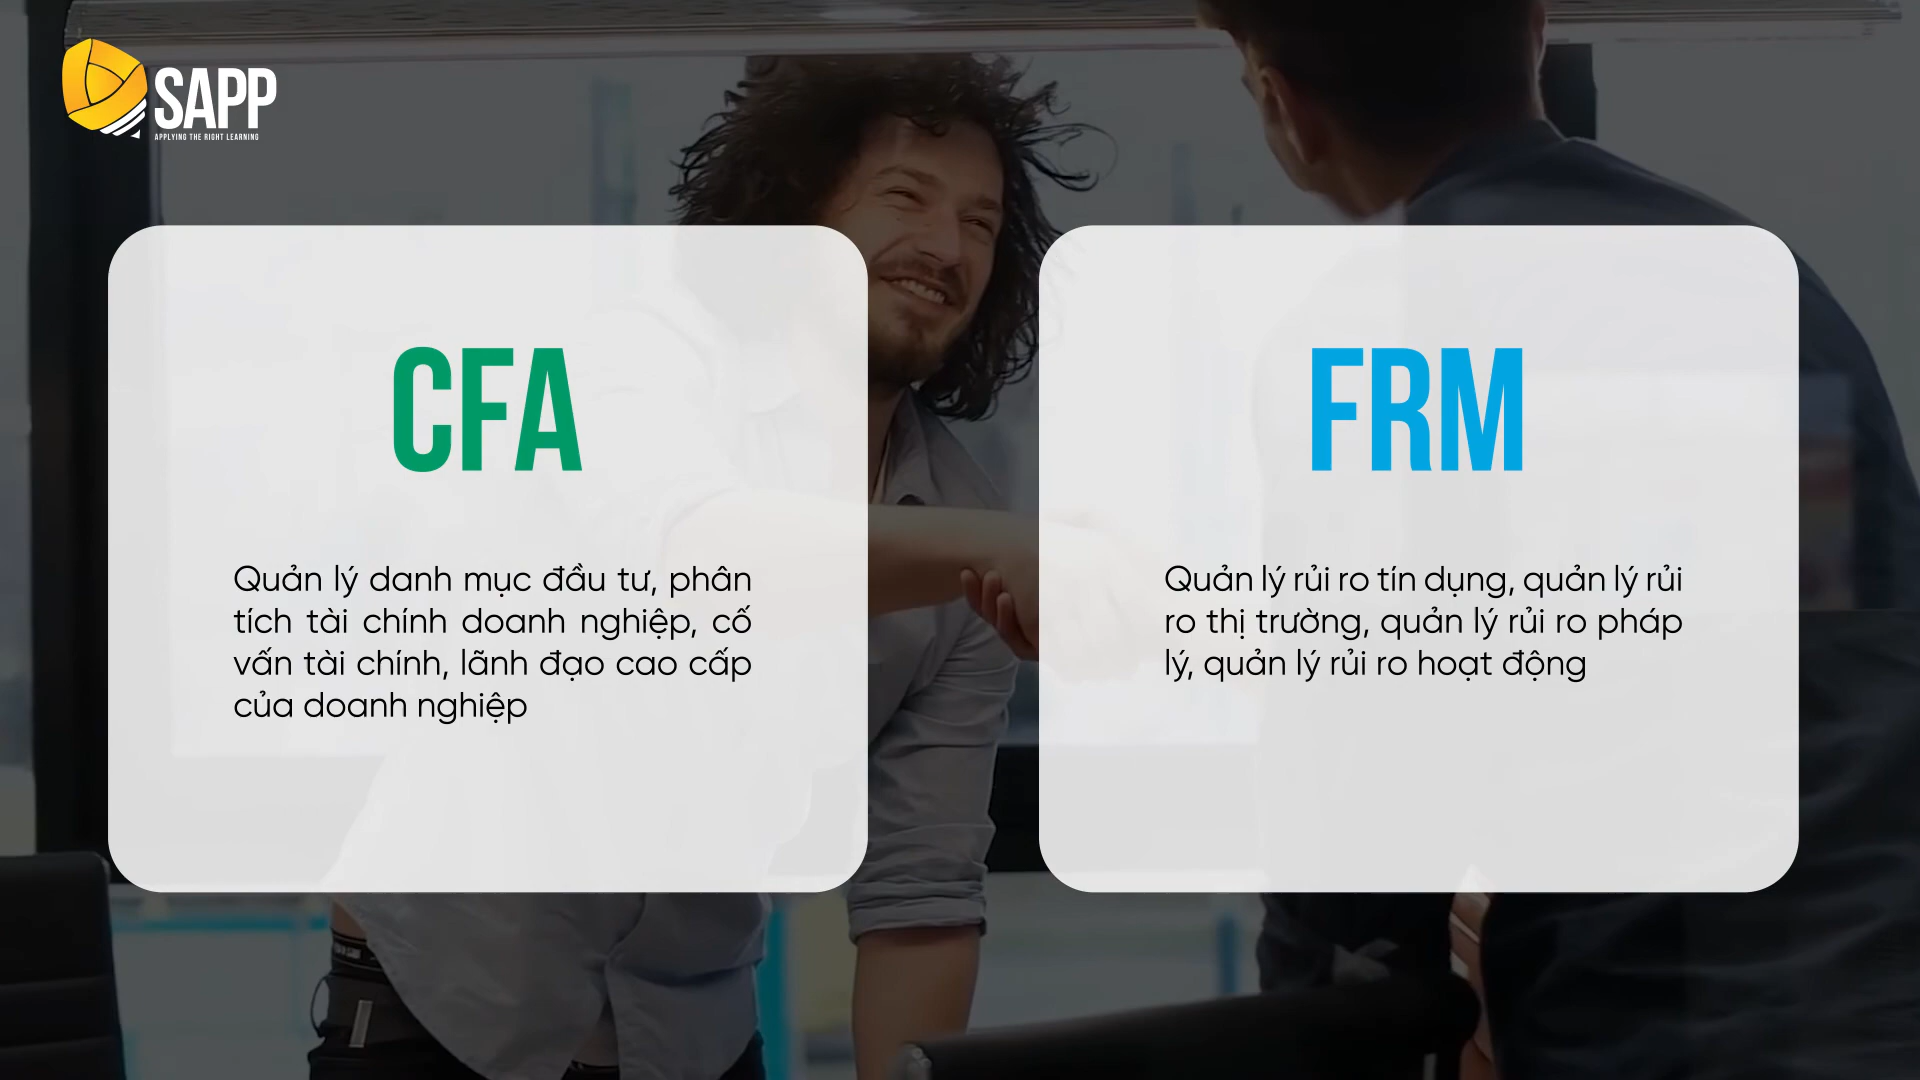 SAPP
APPLYING THE RIGHT LEARNING
CFA
Quản lý danh mục đầu tư, phân
tích tài chính doanh nghiệp, cố
vấn tài chính, lãnh đạo cao cấp
của doanh nghiệp
FRM
Quản lý rủi ro tín dụng, quản lý rủi
ro thị trường, quản lý rủi ro pháp
lý, quản lý rủi ro hoạt động